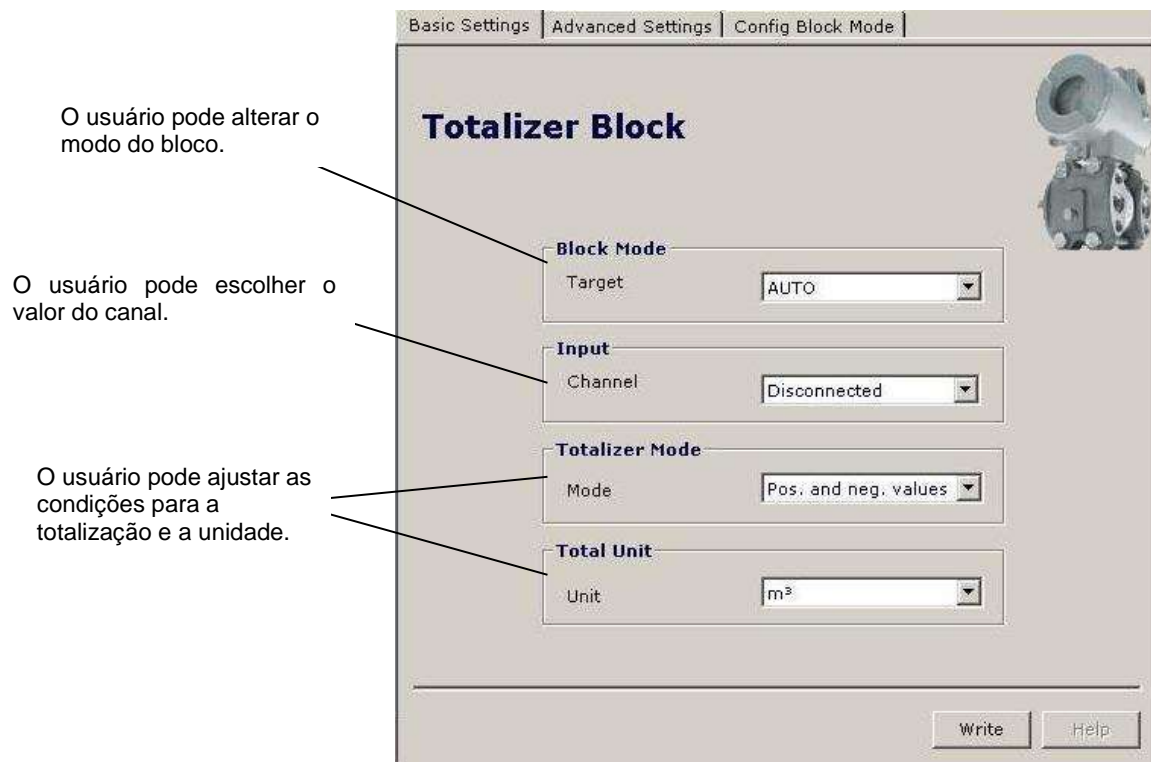 Basic Settings
Advanced Settings
Config Block Mode
Totalizer Block
O usuário pode alterar o
modo do bloco.
Block Mode
Target
AUTO
O usuário pode escolher o
valor do canal.
Input
Channel
Disconnected
O usuário pode ajustar as
condições para a
totalização e a unidade.
Totalizer Mode
Mode
Pos. and neg. values
Total Unit
Unit
m³
Write
Help